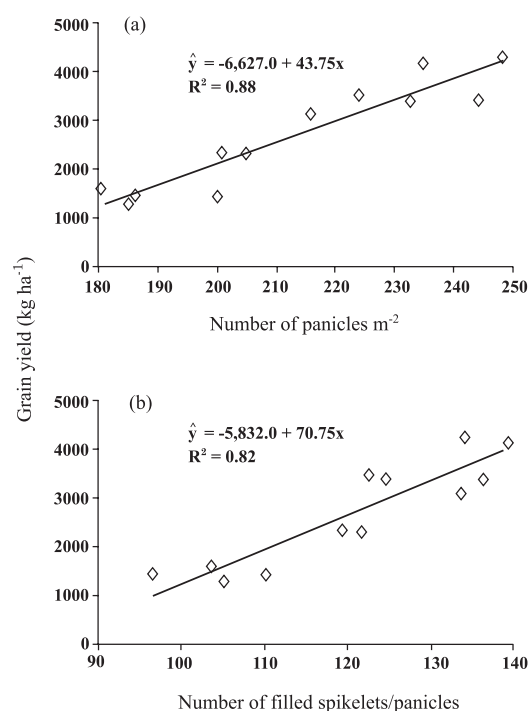 (a)
ŷ = -6,627.0 + 43.75x
R² = 0.88
5000
4000
3000
2000
1000
0
180 190 200 210 220 230 240 250
Number of panicles m⁻²
Grain yield (kg ha⁻¹)
(b)
ŷ = -5,832.0 + 70.75x
R² = 0.82
5000
4000
3000
2000
1000
0
90 100 110 120 130 140
Number of filled spikelets/panicles